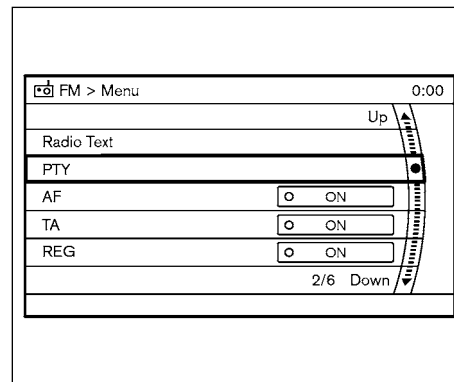 FM > Menu 0:00
Up
Radio Text
PTY
AF ON
TA ON
REG ON
2/6 Down